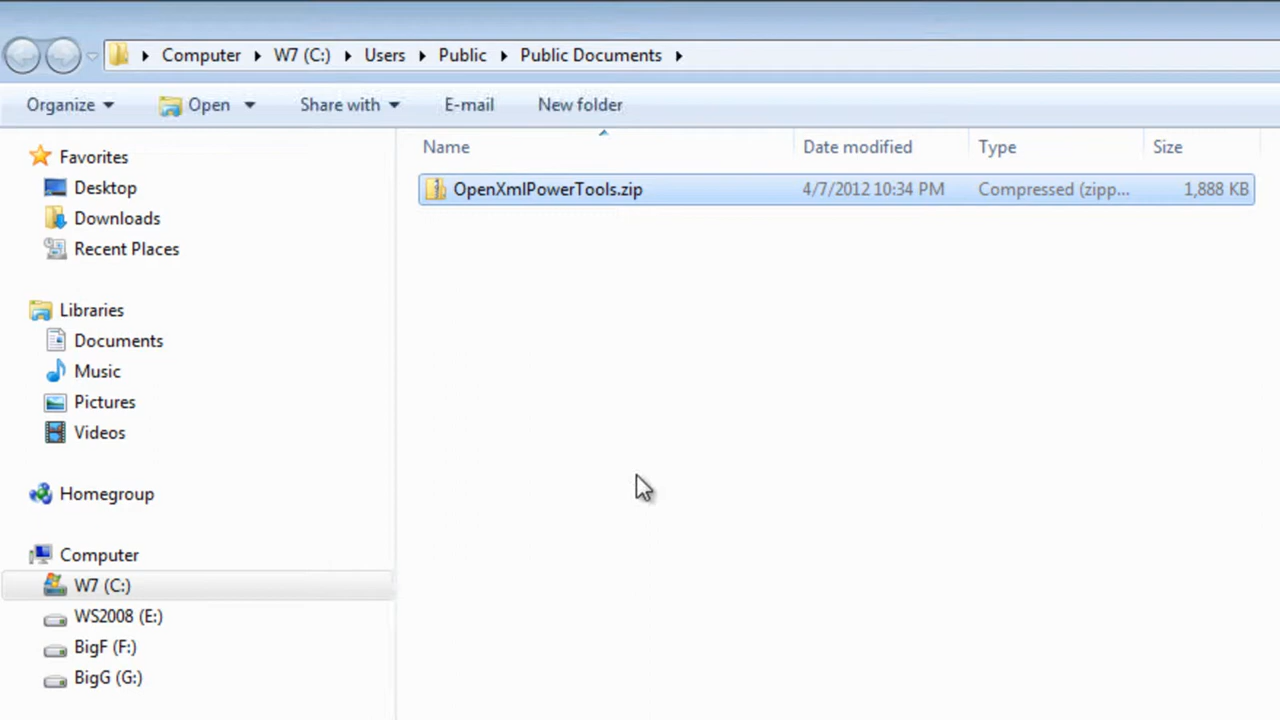 Computer W7 (C:) Users Public Public Documents
Organize Open Share with E-mail New folder
Name Date modified Type Size
OpenXmlPowerTools.zip 4/7/2012 10:34 PM Compressed (zipp... 1,888 KB
Favorites
Desktop
Downloads
Recent Places
Libraries
Documents
Music
Pictures
Videos
Homegroup
Computer
W7 (C:)
WS2008 (E:)
BigF (F:)
BigG (G:)